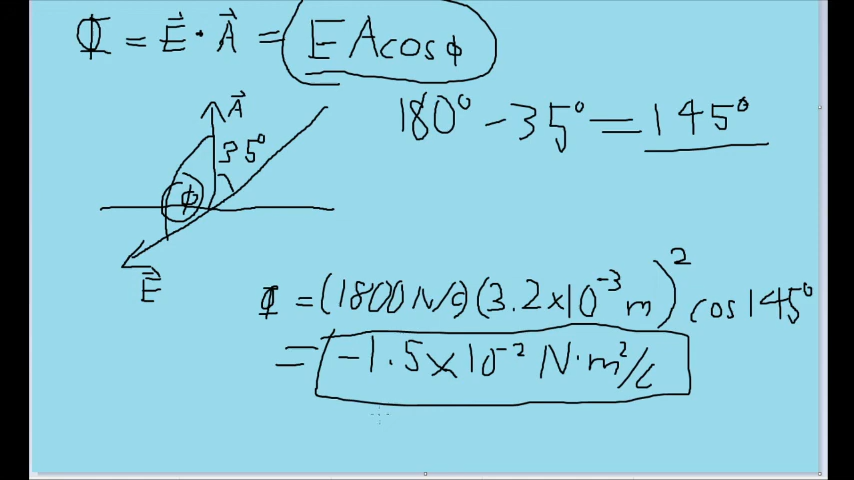 Φ = E⃗ · A⃗ = EAcosϕ
180° - 35° = 145°
A⃗
35°
ϕ
E⃗
Φ = (1800 N/C)(3.2×10⁻³ m)² cos145°
= -1.5×10⁻² N·m²/C